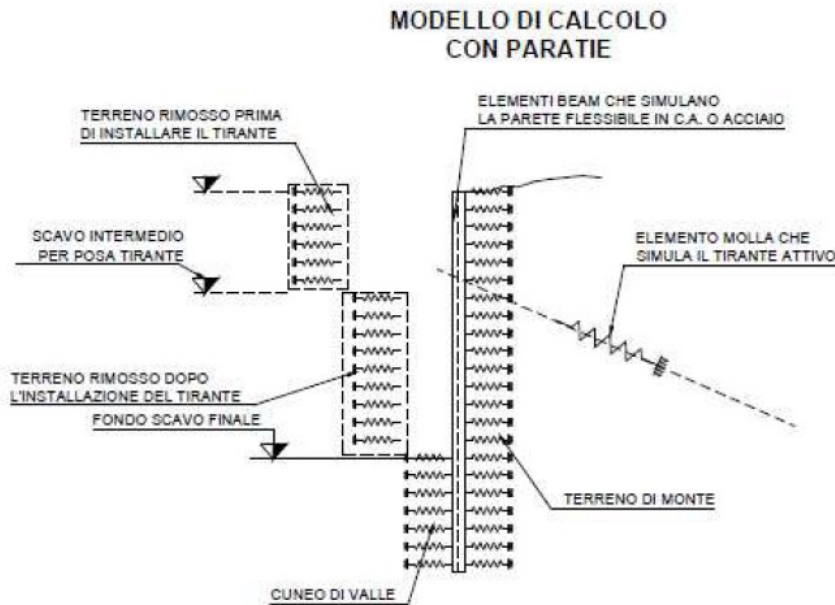 MODELLO DI CALCOLO
CON PARATIE
TERRENO RIMOSSO PRIMA
DI INSTALLARE IL TIRANTE
ELEMENTI BEAM CHE SIMULANO
LA PARETE FLESSIBILE IN C.A. O ACCIAIO
SCAVO INTERMEDIO
PER POSA TIRANTE
ELEMENTO MOLLA CHE
SIMULA IL TIRANTE ATTIVO
TERRENO RIMOSSO DOPO
L'INSTALLAZIONE DEL TIRANTE
FONDO SCAVO FINALE
TERRENO DI MONTE
CUNEO DI VALLE